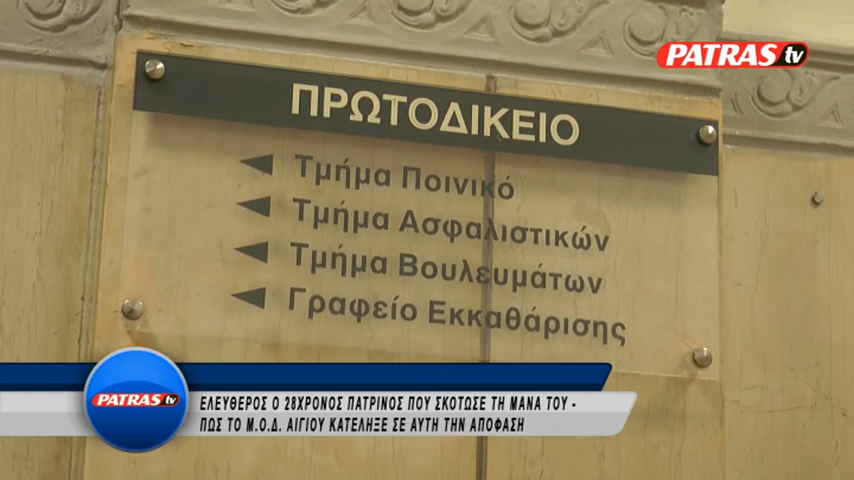 PATRAS tv
ΠΡΩΤΟΔΙΚΕΙΟ
Τμήμα Ποινικό
Τμήμα Ασφαλιστικών
Τμήμα Βουλευμάτων
Γραφείο Εκκαθάρισης
PATRAS tv
ΕΛΕΥΘΕΡΟΣ Ο 28ΧΡΟΝΟΣ ΠΑΤΡΙΝΟΣ ΠΟΥ ΣΚΟΤΩΣΕ ΤΗ ΜΑΝΑ ΤΟΥ -
ΠΩΣ ΤΟ Μ.Ο.Δ. ΑΙΓΙΟΥ ΚΑΤΕΛΗΞΕ ΣΕ ΑΥΤΗ ΤΗΝ ΑΠΟΦΑΣΗ